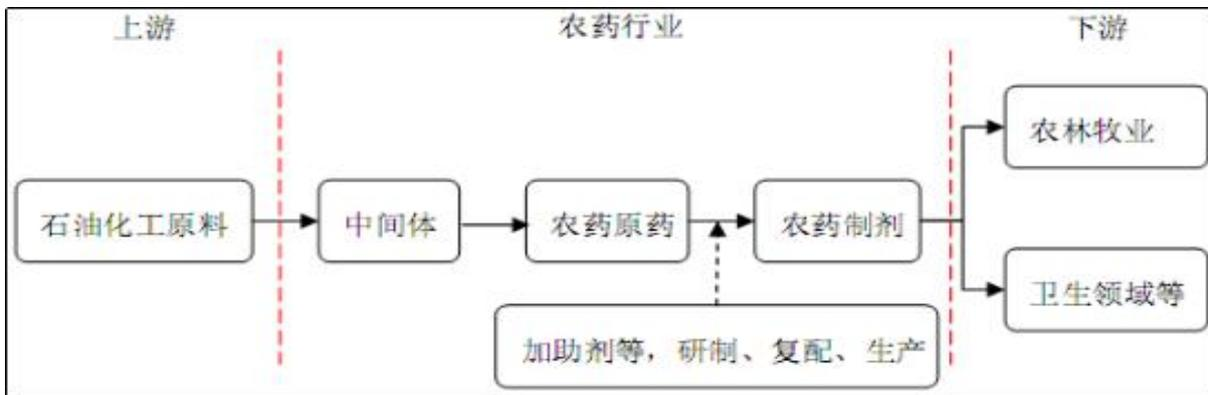 上游
农药行业
下游
农林牧业
石油化工原料
中间体
农药原药
农药制剂
卫生领域等
加助剂等，研制、复配、生产